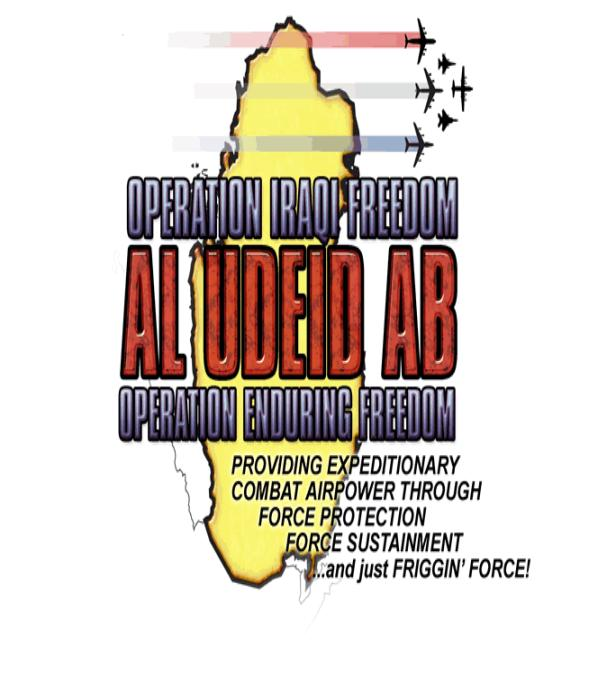 OPERATION IRAQI FREEDOM
AL UDEID AB
OPERATION ENDURING FREEDOM
PROVIDING EXPEDITIONARY
COMBAT AIRPOWER THROUGH
FORCE PROTECTION
FORCE SUSTAINMENT
...and just FRIGGIN' FORCE!